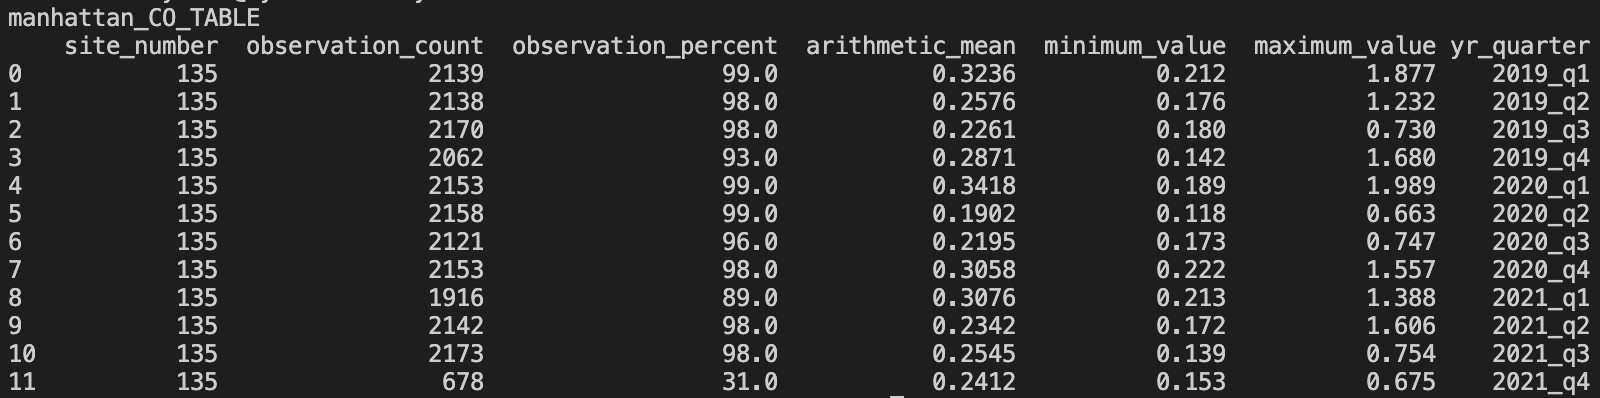 manhattan_CO_TABLE
site_number observation_count observation_percent arithmetic_mean minimum_value maximum_value yr_quarter
0 135 2139 99.0 0.3236 0.212 1.877 2019_q1
1 135 2138 98.0 0.2576 0.176 1.232 2019_q2
2 135 2170 98.0 0.2261 0.180 0.730 2019_q3
3 135 2062 93.0 0.2871 0.142 1.680 2019_q4
4 135 2153 99.0 0.3418 0.189 1.989 2020_q1
5 135 2158 99.0 0.1902 0.118 0.663 2020_q2
6 135 2121 96.0 0.2195 0.173 0.747 2020_q3
7 135 2153 98.0 0.3058 0.222 1.557 2020_q4
8 135 1916 89.0 0.3076 0.213 1.388 2021_q1
9 135 2142 98.0 0.2342 0.172 1.606 2021_q2
10 135 2173 98.0 0.2545 0.139 0.754 2021_q3
11 135 678 31.0 0.2412 0.153 0.675 2021_q4